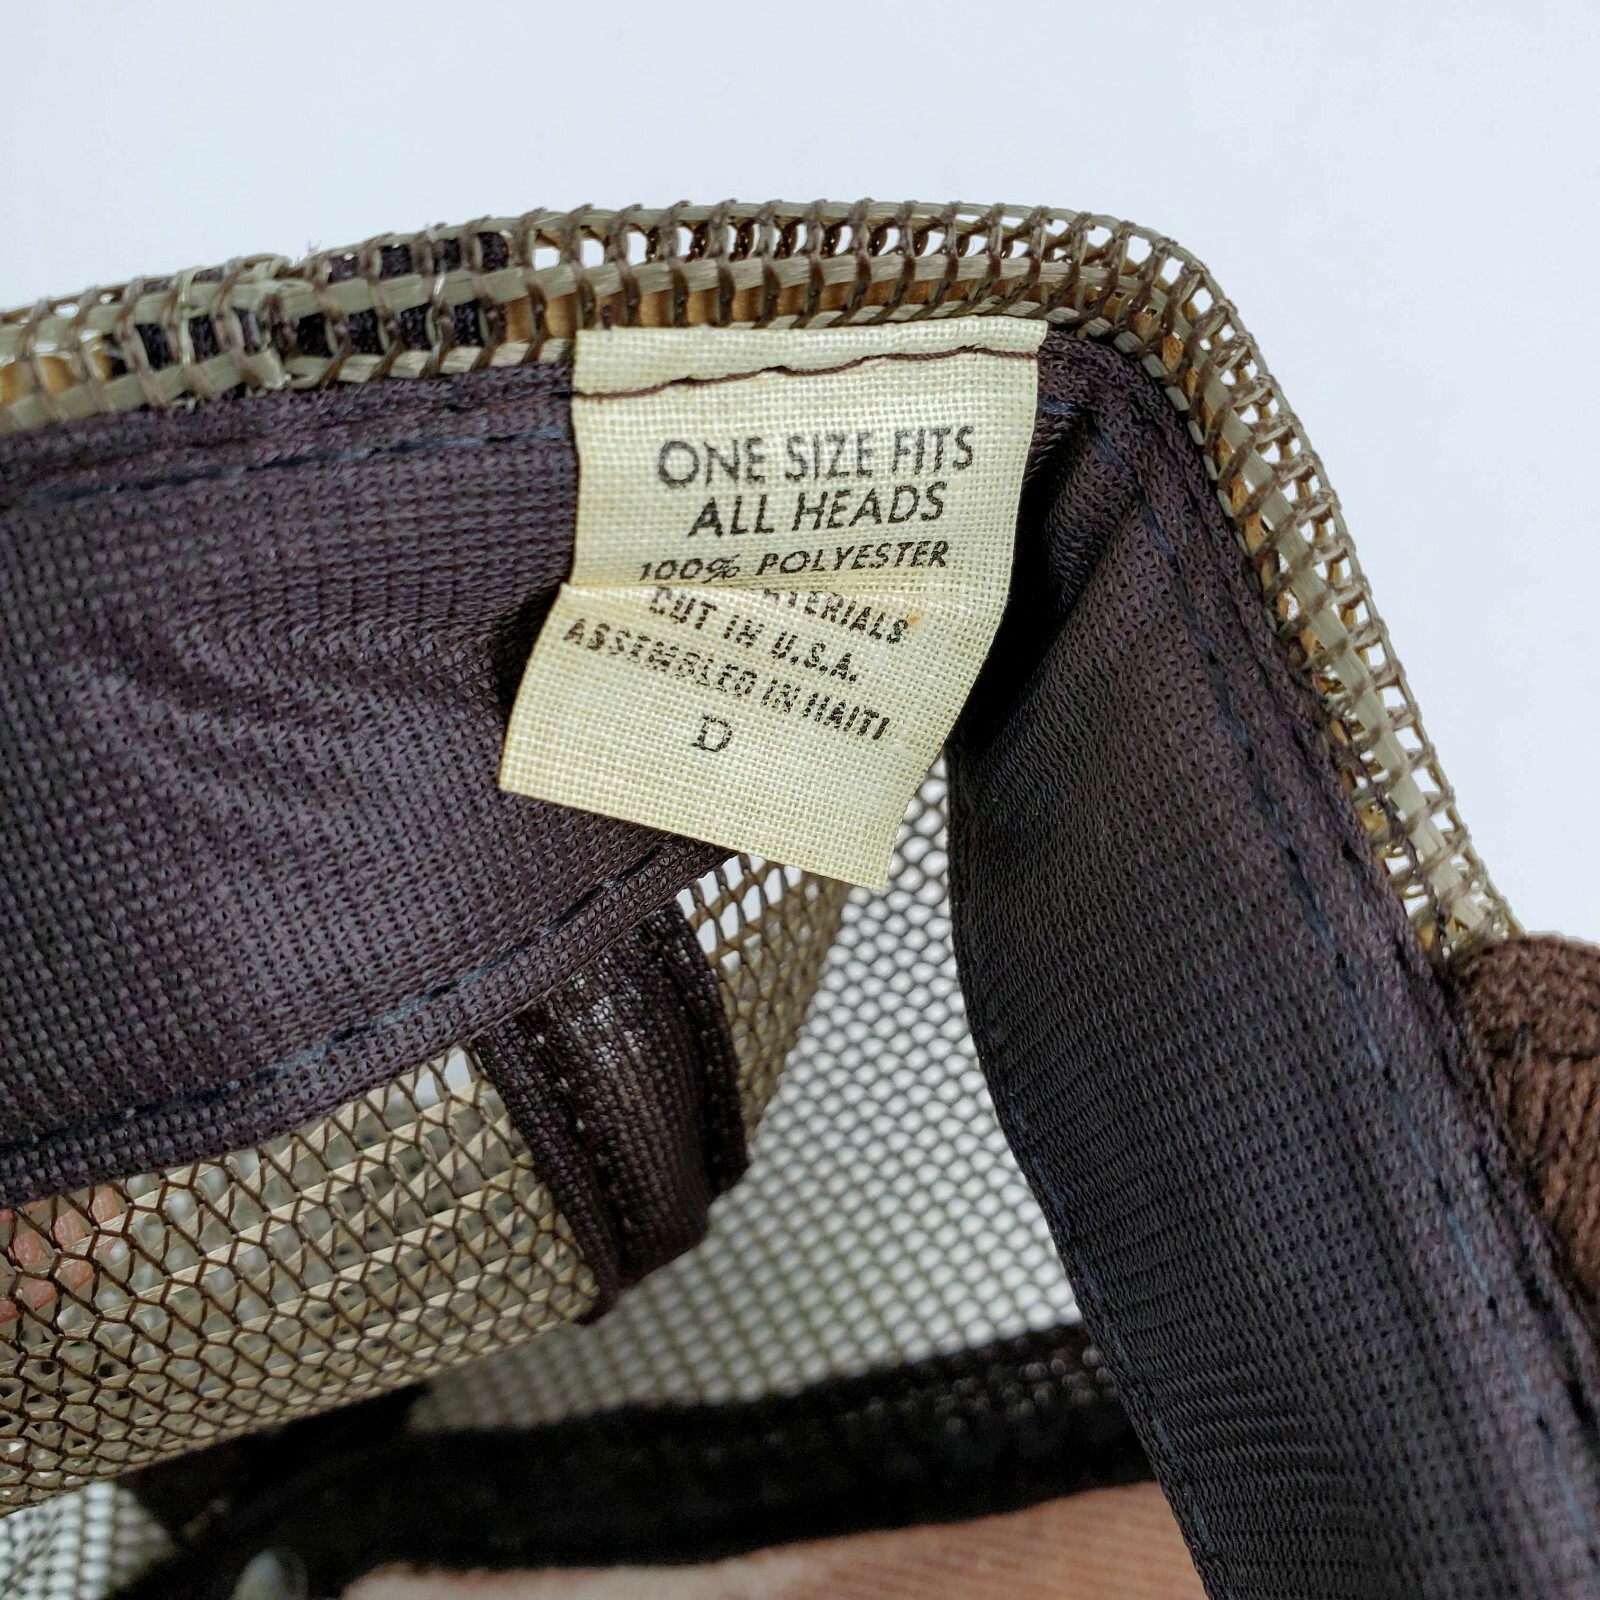 ONE SIZE FITS
ALL HEADS
100% POLYESTER
CUT IN U.S.A.
ASSEMBLED IN HAITI
D